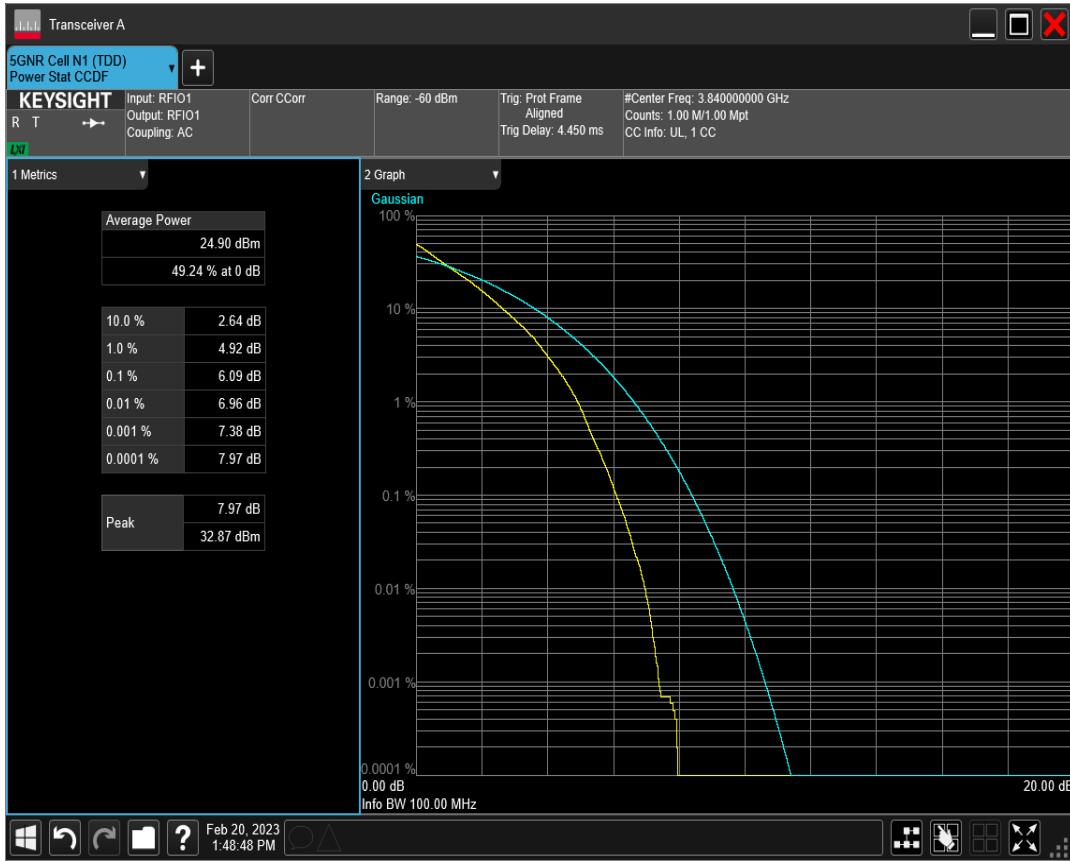 Transceiver A
5GNR Cell N1 (TDD)
Power Stat CCDF
+
KEYSIGHT
R T
LXI
Input: RFIO1
Output: RFIO1
Coupling: AC
Corr CCorr
Range: -60 dBm
Trig: Prot Frame
Aligned
Trig Delay: 4.450 ms
#Center Freq: 3.840000000 GHz
Counts: 1.00 M/1.00 Mpt
CC Info: UL, 1 CC
1 Metrics
Average Power
24.90 dBm
49.24 % at 0 dB
10.0 % 2.64 dB
1.0 % 4.92 dB
0.1 % 6.09 dB
0.01 % 6.96 dB
0.001 % 7.38 dB
0.0001 % 7.97 dB
Peak
7.97 dB
32.87 dBm
2 Graph
Gaussian
100 %
10 %
1 %
0.1 %
0.01 %
0.001 %
0.0001 %
0.00 dB 20.00 dB
Info BW 100.00 MHz
?
Feb 20, 2023
1:48:48 PM